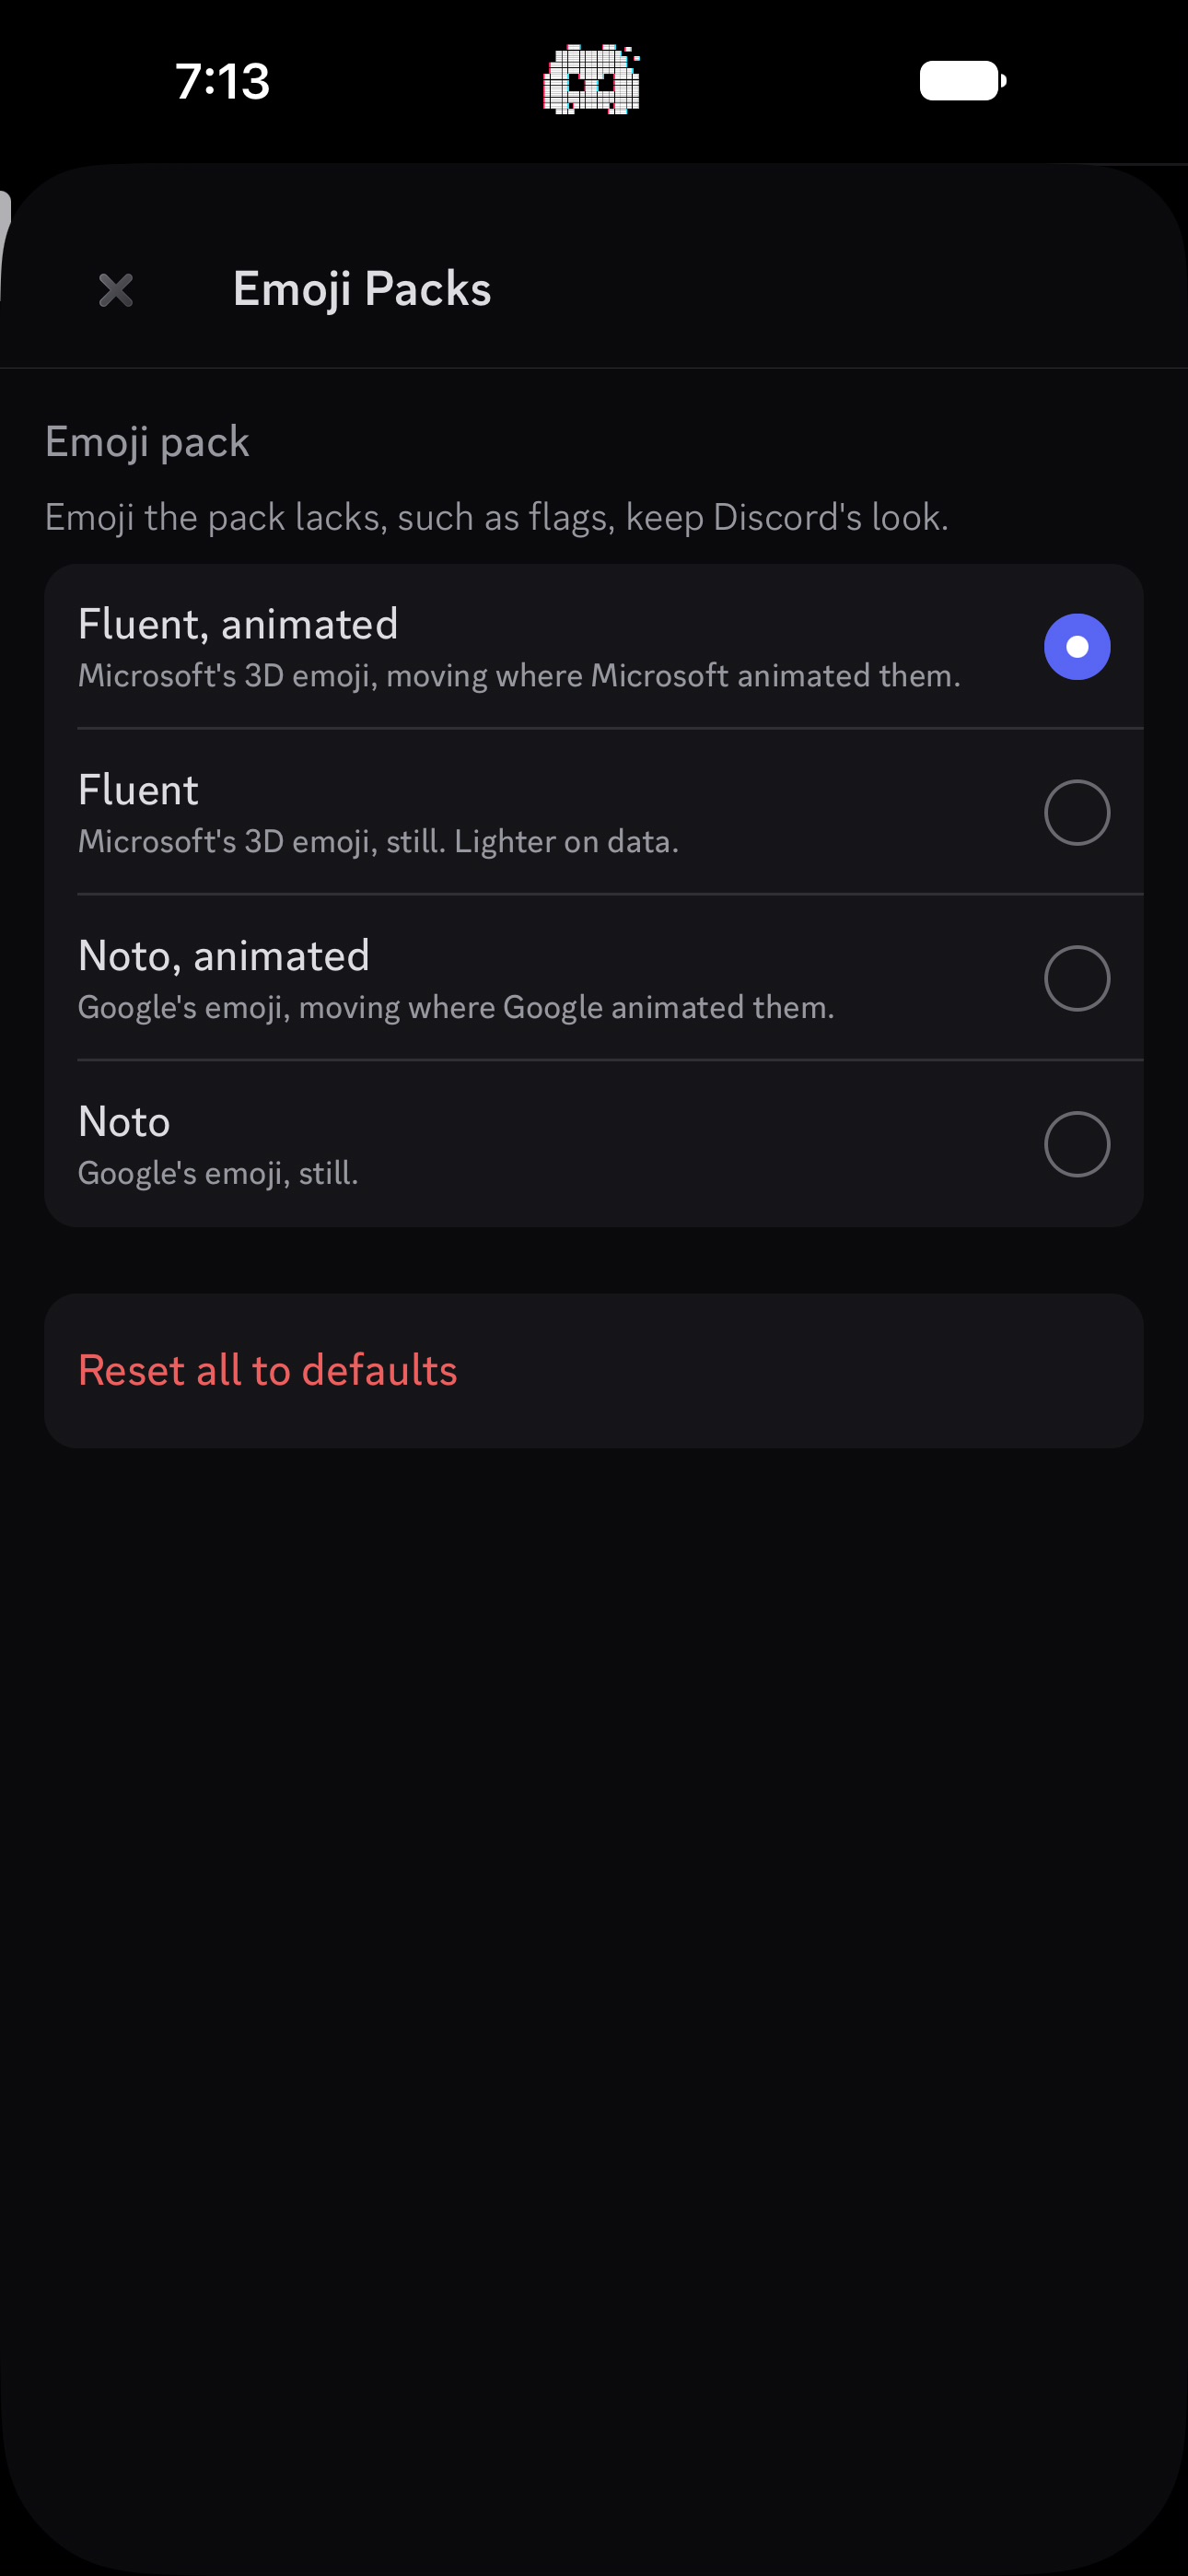 7:13
Emoji Packs
Emoji pack
Emoji the pack lacks, such as flags, keep Discord's look.
Fluent, animated
Microsoft's 3D emoji, moving where Microsoft animated them.
Fluent
Microsoft's 3D emoji, still. Lighter on data.
Noto, animated
Google's emoji, moving where Google animated them.
Noto
Google's emoji, still.
Reset all to defaults